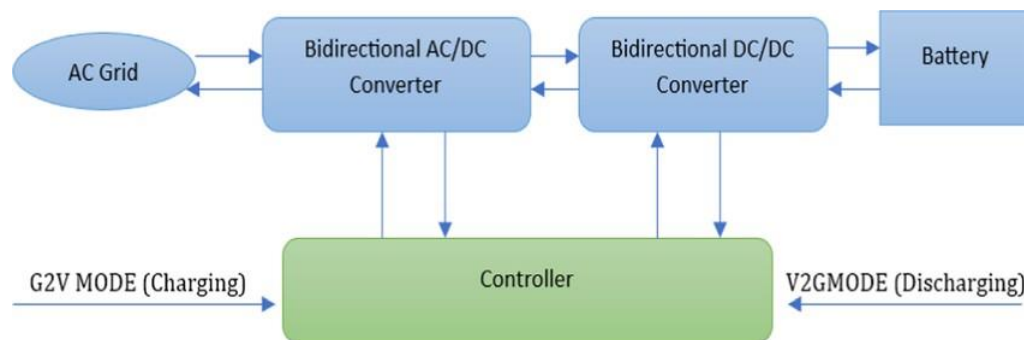 AC Grid
Bidirectional AC/DC
Converter
Bidirectional DC/DC
Converter
Battery
G2V MODE (Charging)
Controller
V2GMODE (Discharging)